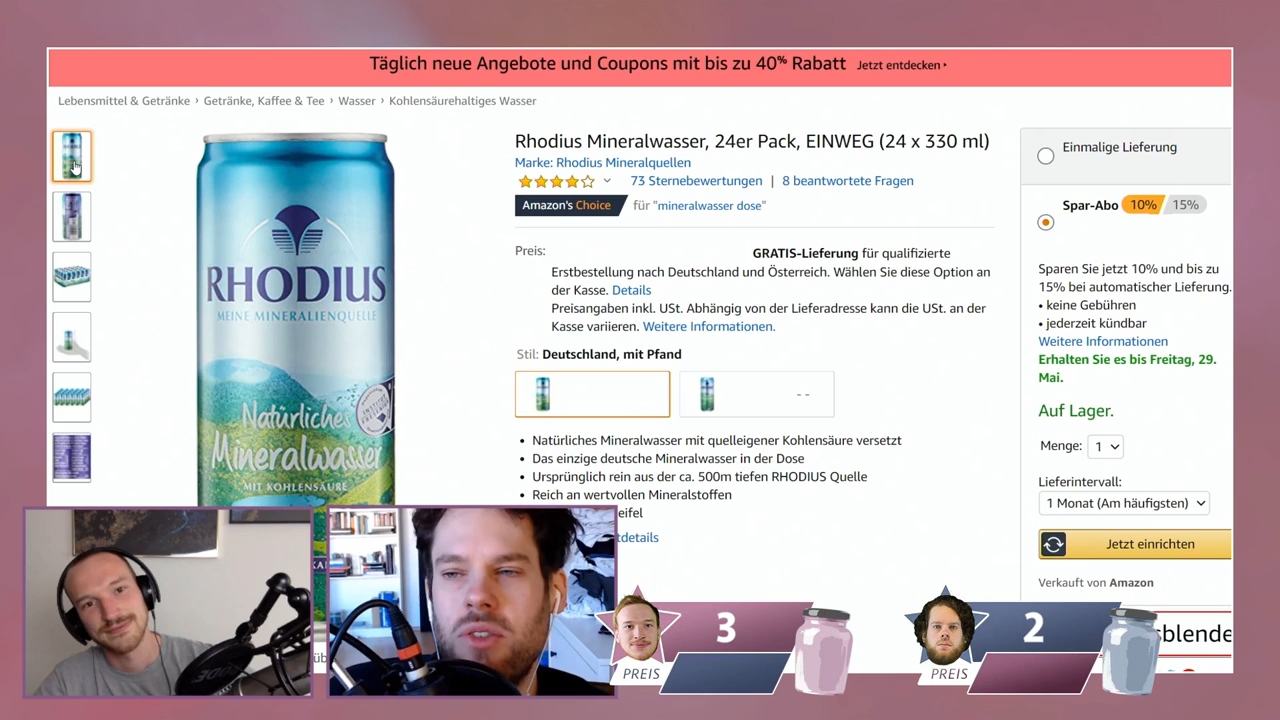 Täglich neue Angebote und Coupons mit bis zu 40% Rabatt Jetzt entdecken ▸
Lebensmittel & Getränke › Getränke, Kaffee & Tee › Wasser › Kohlensäurehaltiges Wasser
Rhodius Mineralwasser, 24er Pack, EINWEG (24 x 330 ml)
Marke: Rhodius Mineralquellen
73 Sternebewertungen | 8 beantwortete Fragen
Amazon's Choice für "mineralwasser dose"
Preis: GRATIS-Lieferung für qualifizierte
Erstbestellung nach Deutschland und Österreich. Wählen Sie diese Option an
der Kasse. Details
Preisangaben inkl. USt. Abhängig von der Lieferadresse kann die USt. an der
Kasse variieren. Weitere Informationen.
Stil: Deutschland, mit Pfand
- -
• Natürliches Mineralwasser mit quelleigener Kohlensäure versetzt
• Das einzige deutsche Mineralwasser in der Dose
• Ursprünglich rein aus der ca. 500m tiefen RHODIUS Quelle
• Reich an wertvollen Mineralstoffen
eifel
tdetails
RHODIUS
MEINE MINERALIENQUELLE
Natürliches
Mineralwasser
MIT KOHLENSÄURE
Einmalige Lieferung
Spar-Abo 10% 15%
Sparen Sie jetzt 10% und bis zu
15% bei automatischer Lieferung.
• keine Gebühren
• jederzeit kündbar
Weitere Informationen
Erhalten Sie es bis Freitag, 29.
Mai.
Auf Lager.
Menge: 1
Lieferintervall:
1 Monat (Am häufigsten)
Jetzt einrichten
Verkauft von Amazon
sblende
3
PREIS
2
PREIS